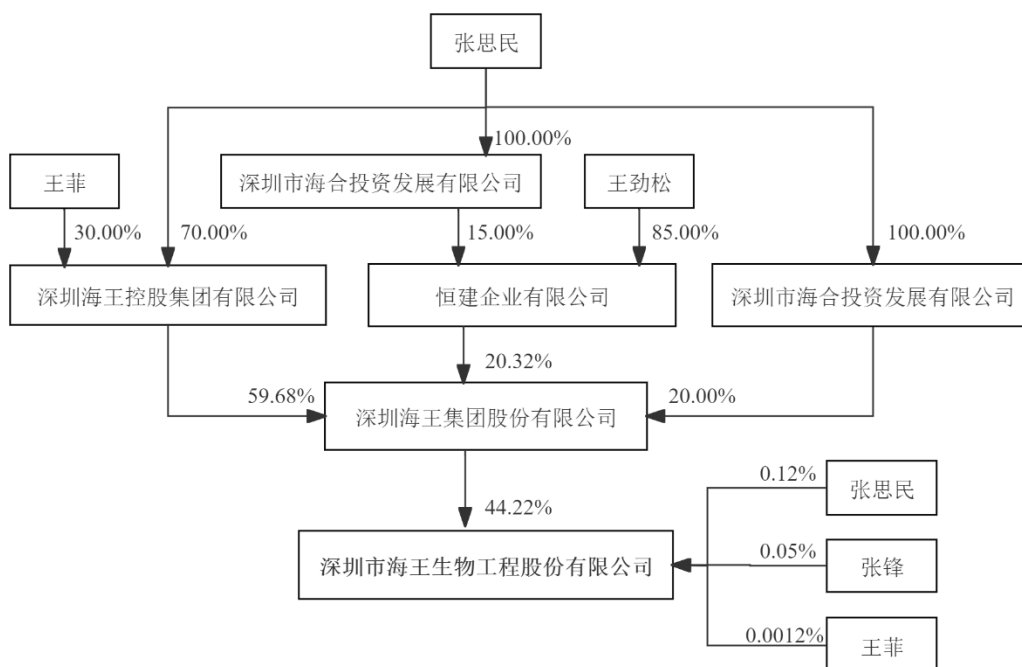 张思民
100.00%
王菲
深圳市海合投资发展有限公司
王劲松
30.00%
70.00%
15.00%
85.00%
100.00%
深圳海王控股集团有限公司
恒建企业有限公司
深圳市海合投资发展有限公司
20.32%
59.68%
深圳海王集团股份有限公司
20.00%
44.22%
0.12%
张思民
深圳市海王生物工程股份有限公司
0.05%
张锋
0.0012%
王菲